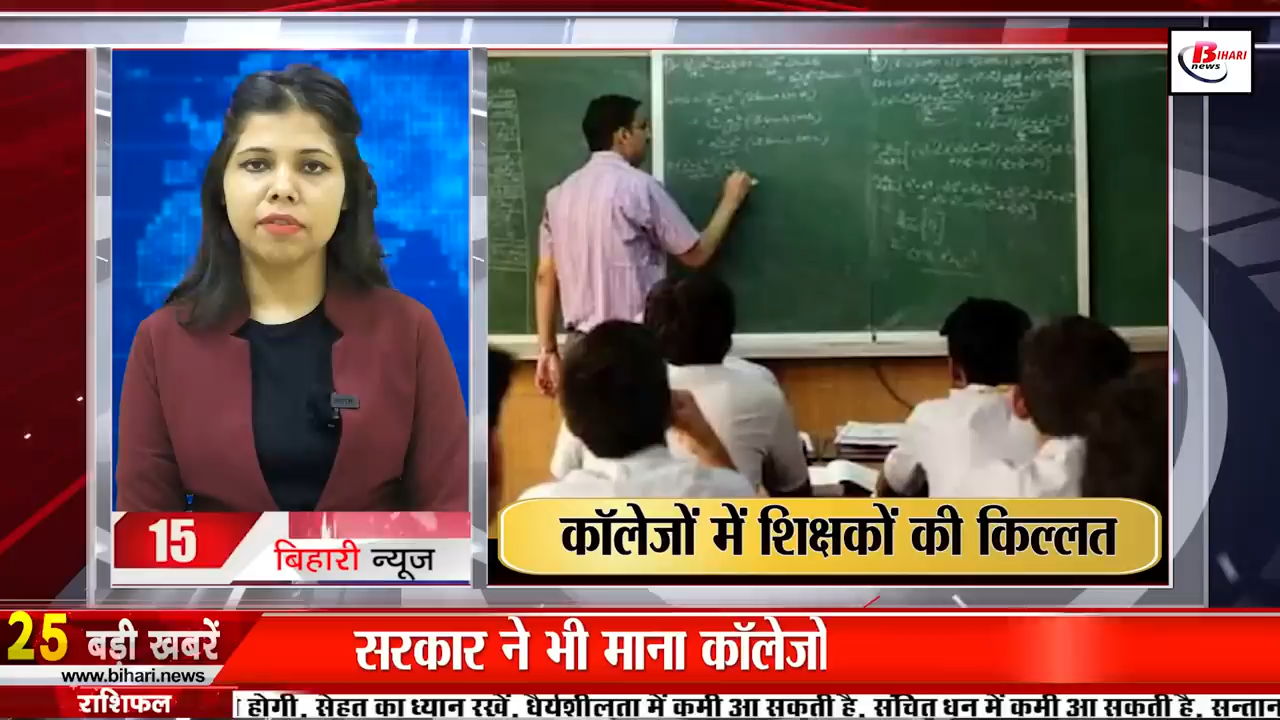 BIHARI
news
कॉलेजों में शिक्षकों की किल्लत
15
बिहारी न्यूज
25 बड़ी खबरें
www.bihari.news
सरकार ने भी माना कॉलेजो
राशिफल
होगी. सेहत का ध्यान रखें. धैर्यशीलता में कमी आ सकती है. संचित धन में कमी आ सकती है. सन्तान